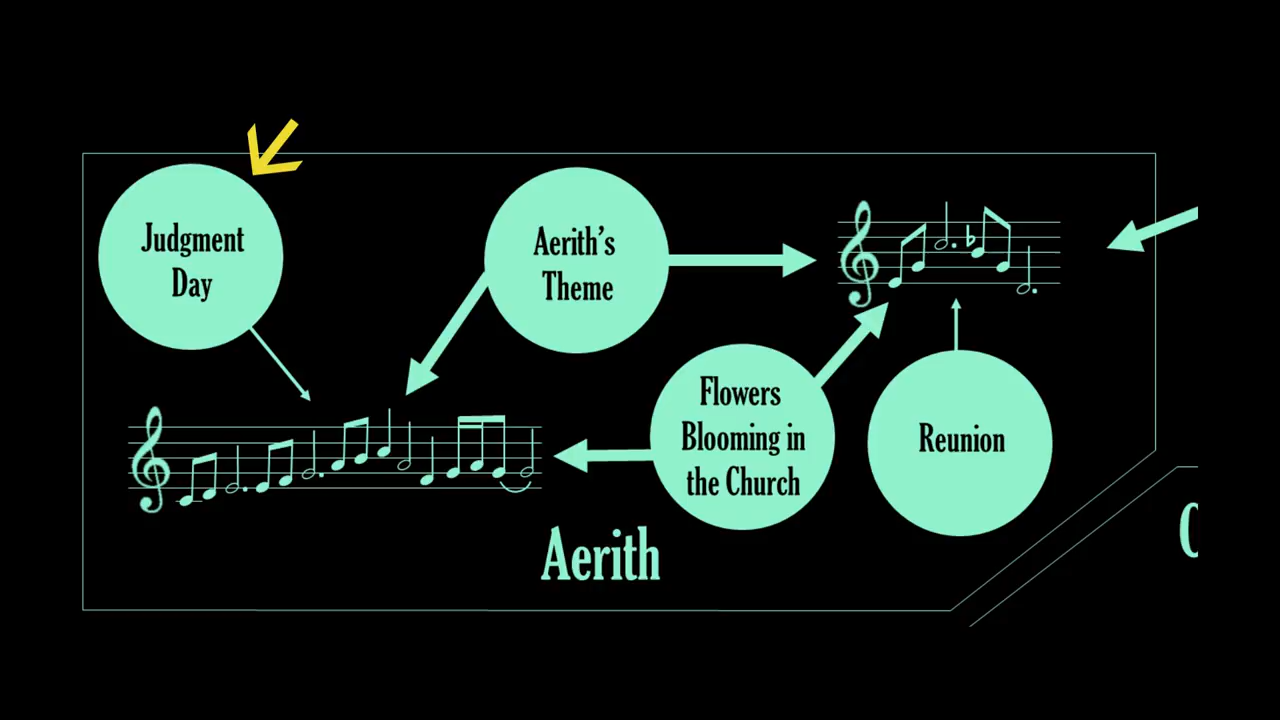 Judgment
Day
Aerith's
Theme
Flowers
Blooming in
the Church
Reunion
Aerith